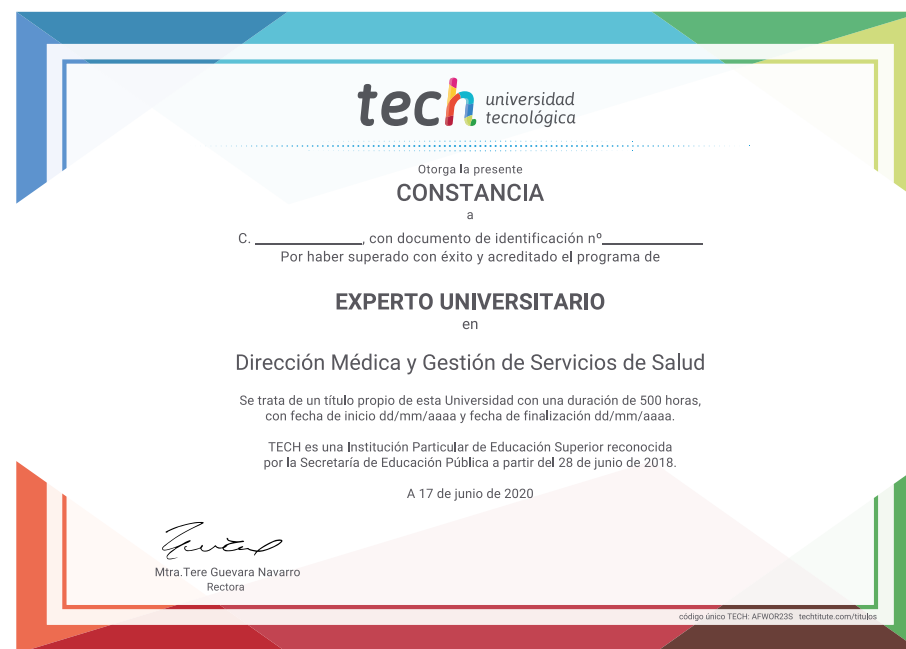 tech universidad
tecnológica
Otorga la presente
CONSTANCIA
a
C. ______________, con documento de identificación nº_____________
Por haber superado con éxito y acreditado el programa de
EXPERTO UNIVERSITARIO
en
Dirección Médica y Gestión de Servicios de Salud
Se trata de un título propio de esta Universidad con una duración de 500 horas,
con fecha de inicio dd/mm/aaaa y fecha de finalización dd/mm/aaaa.
TECH es una Institución Particular de Educación Superior reconocida
por la Secretaría de Educación Pública a partir del 28 de junio de 2018.
A 17 de junio de 2020
Mtra.Tere Guevara Navarro
Rectora
código único TECH: AFWOR23S techtitute.com/titulos